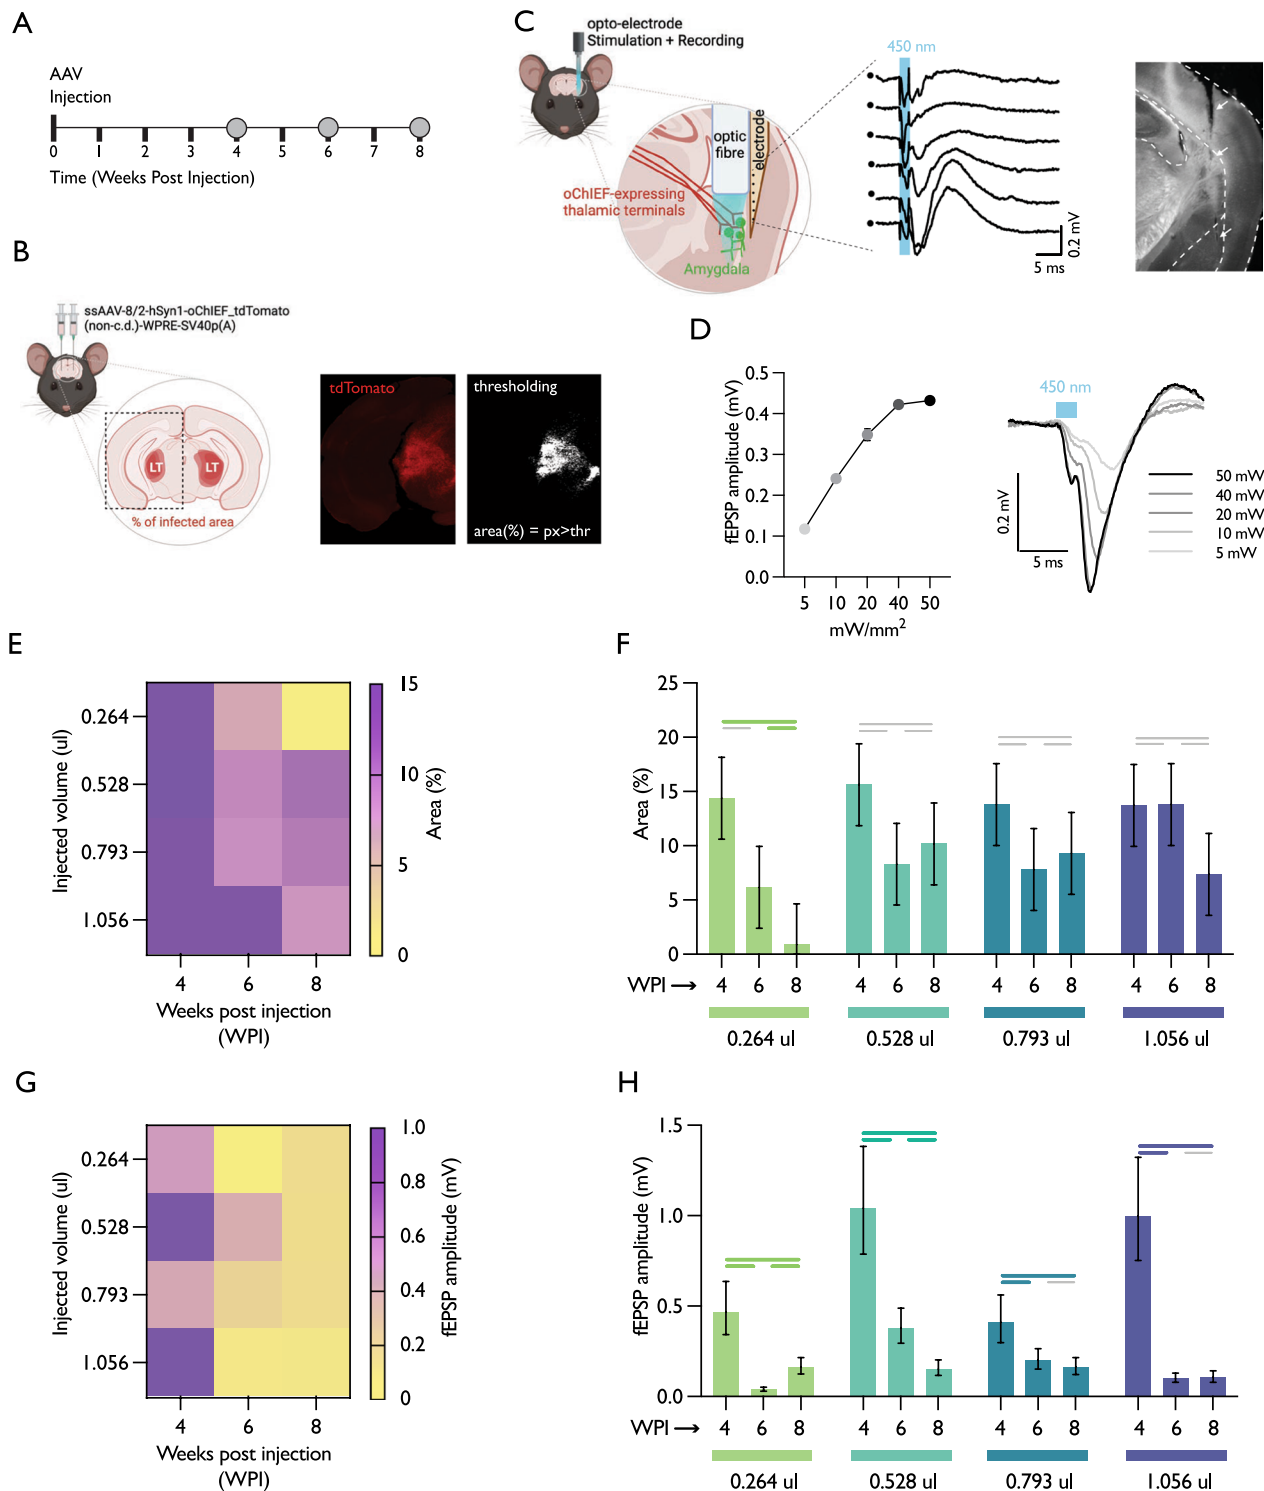 A
AAV
Injection
0 1 2 3 4 5 6 7 8
Time (Weeks Post Injection)
B
ssAAV-8/2-hSyn1-oChIEF_tdTomato
(non-c.d.)-WPRE-SV40p(A)
LT LT
% of infected area
tdTomato
thresholding
area(%) = px>thr
C
opto-electrode
Stimulation + Recording
optic
fibre
electrode
oChIEF-expressing
thalamic terminals
Amygdala
450 nm
0.2 mV
5 ms
D
fEPSP amplitude (mV)
0.5
0.4
0.3
0.2
0.1
0.0
5 10 20 40 50
mW/mm²
450 nm
0.2 mV
5 ms
50 mW
40 mW
20 mW
10 mW
5 mW
E
Injected volume (ul)
0.264
0.528
0.793
1.056
4 6 8
Weeks post injection
(WPI)
15
10
5
0
Area (%)
F
Area (%)
25
20
15
10
5
0
WPI → 4 6 8 4 6 8 4 6 8 4 6 8
0.264 ul 0.528 ul 0.793 ul 1.056 ul
G
Injected volume (ul)
0.264
0.528
0.793
1.056
4 6 8
Weeks post injection
(WPI)
1.0
0.8
0.6
0.4
0.2
0
fEPSP amplitude (mV)
H
fEPSP amplitude (mV)
1.5
1.0
0.5
0.0
WPI → 4 6 8 4 6 8 4 6 8 4 6 8
0.264 ul 0.528 ul 0.793 ul 1.056 ul